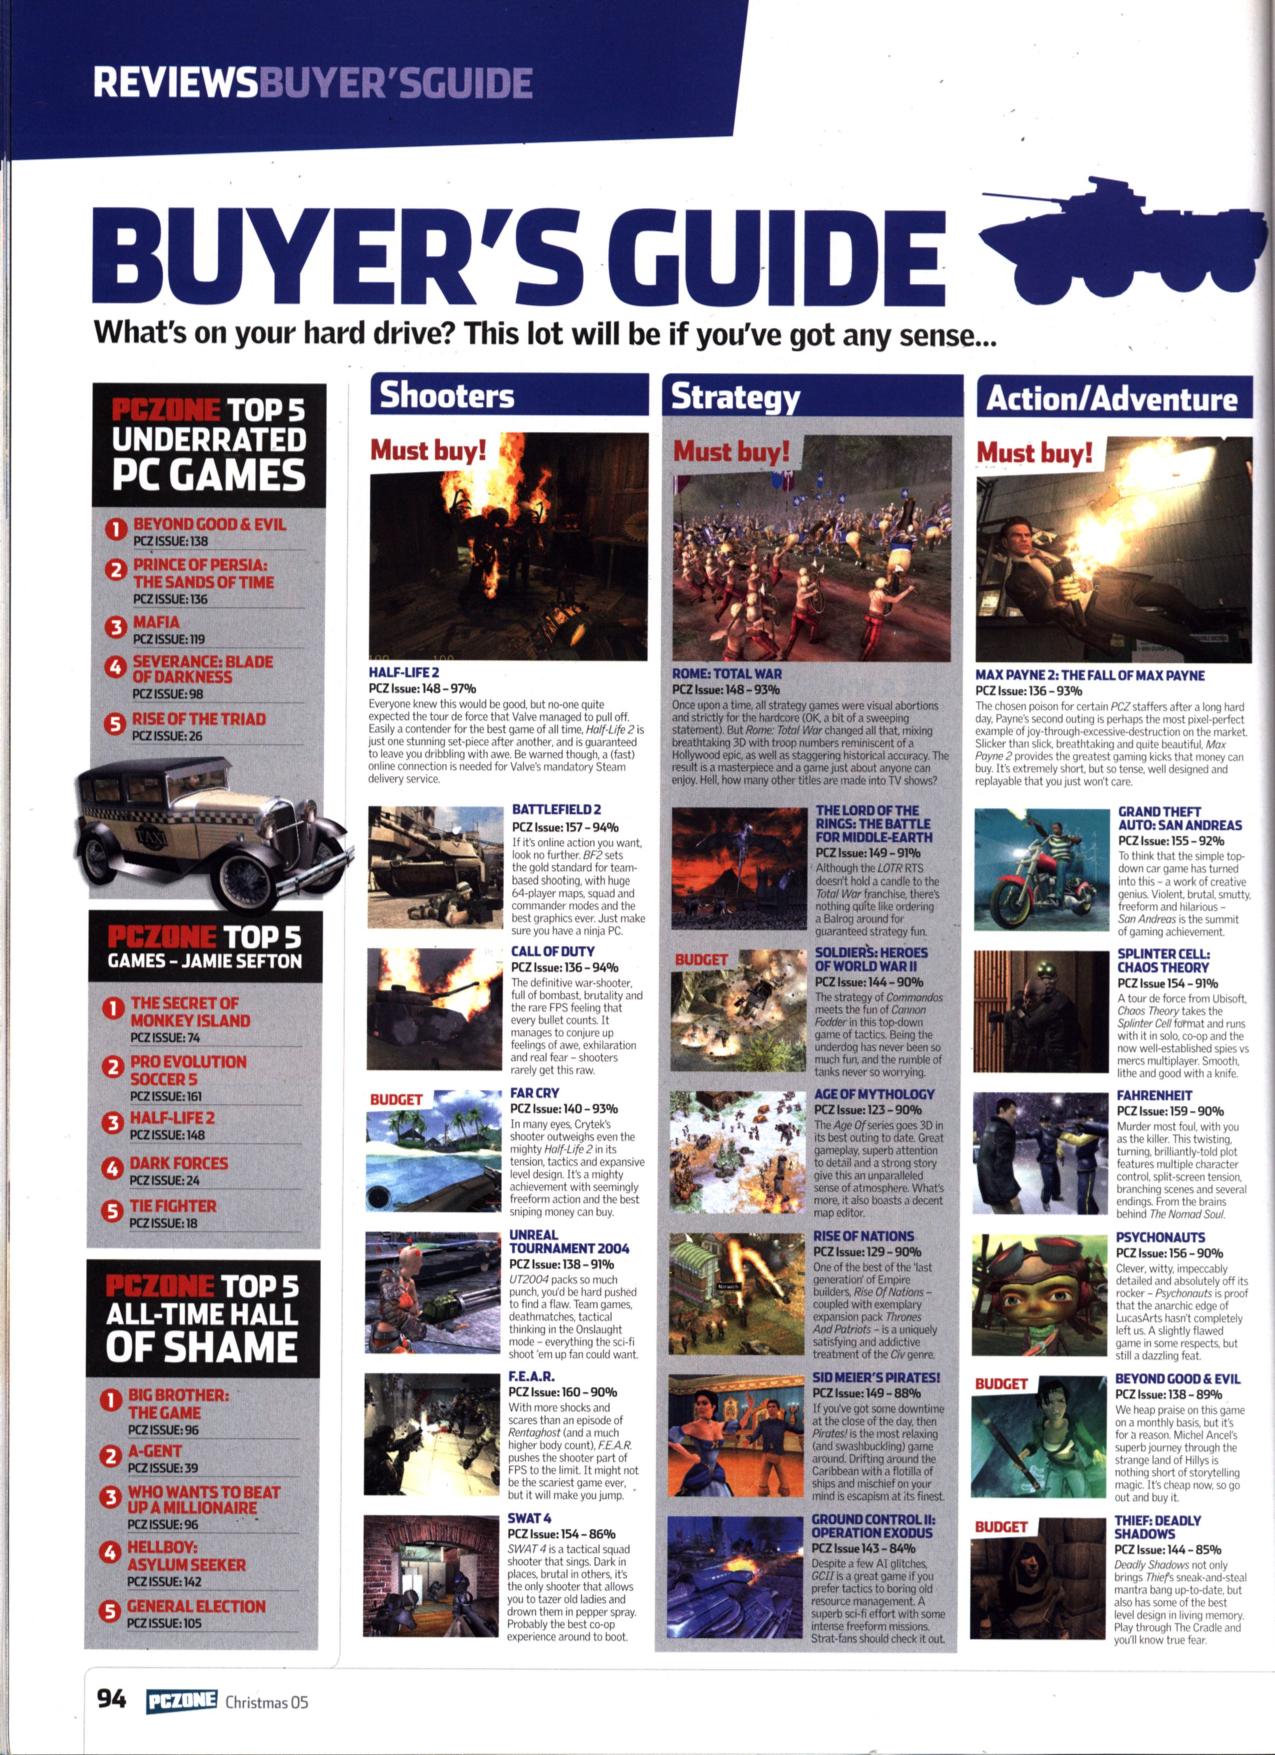 REVIEWSBUYER'SGUIDE
BUYER'S GUIDE
What's on your hard drive? This lot will be if you've got any sense...
PCZONE TOP 5
UNDERRATED
PC GAMES
1 BEYOND GOOD & EVIL
PCZ ISSUE: 138
2 PRINCE OF PERSIA:
THE SANDS OF TIME
PCZ ISSUE: 136
3 MAFIA
PCZ ISSUE: 119
4 SEVERANCE: BLADE
OF DARKNESS
PCZ ISSUE: 98
5 RISE OF THE TRIAD
PCZ ISSUE: 26
TAXI
PCZONE TOP 5
GAMES – JAMIE SEFTON
1 THE SECRET OF
MONKEY ISLAND
PCZ ISSUE: 74
2 PRO EVOLUTION
SOCCER 5
PCZ ISSUE: 161
3 HALF-LIFE 2
PCZ ISSUE: 148
4 DARK FORCES
PCZ ISSUE: 24
5 TIE FIGHTER
PCZ ISSUE: 18
PCZONE TOP 5
ALL-TIME HALL
OF SHAME
1 BIG BROTHER:
THE GAME
PCZ ISSUE: 96
2 A-GENT
PCZ ISSUE: 39
3 WHO WANTS TO BEAT
UP A MILLIONAIRE
PCZ ISSUE: 96
4 HELLBOY:
ASYLUM SEEKER
PCZ ISSUE: 142
5 GENERAL ELECTION
PCZ ISSUE: 105
Shooters
Must buy!
HALF-LIFE 2
PCZ Issue: 148 – 97%
Everyone knew this would be good, but no-one quite
expected the tour de force that Valve managed to pull off.
Easily a contender for the best game of all time, Half-Life 2 is
just one stunning set-piece after another, and is guaranteed
to leave you dribbling with awe. Be warned though, a (fast)
online connection is needed for Valve's mandatory Steam
delivery service.
BATTLEFIELD 2
PCZ Issue: 157 – 94%
If it's online action you want,
look no further. BF2 sets
the gold standard for team-
based shooting, with huge
64-player maps, squad and
commander modes and the
best graphics ever. Just make
sure you have a ninja PC.
CALL OF DUTY
PCZ Issue: 136 – 94%
The definitive war-shooter,
full of bombast, brutality and
the rare FPS feeling that
every bullet counts. It
manages to conjure up
feelings of awe, exhilaration
and real fear – shooters
rarely get this raw.
BUDGET
FAR CRY
PCZ Issue: 140 – 93%
In many eyes, Crytek's
shooter outweighs even the
mighty Half-Life 2 in its
tension, tactics and expansive
level design. It's a mighty
achievement with seemingly
freeform action and the best
sniping money can buy.
UNREAL
TOURNAMENT 2004
PCZ Issue: 138 – 91%
UT2004 packs so much
punch, you'd be hard pushed
to find a flaw. Team games,
deathmatches, tactical
thinking in the Onslaught
mode – everything the sci-fi
shoot 'em up fan could want.
F.E.A.R.
PCZ Issue: 160 – 90%
With more shocks and
scares than an episode of
Rentaghost (and a much
higher body count), F.E.A.R.
pushes the shooter part of
FPS to the limit. It might not
be the scariest game ever,
but it will make you jump.
SWAT 4
PCZ Issue: 154 – 86%
SWAT 4 is a tactical squad
shooter that sings. Dark in
places, brutal in others, it's
the only shooter that allows
you to tazer old ladies and
drown them in pepper spray.
Probably the best co-op
experience around to boot.
Strategy
Must buy!
ROME: TOTAL WAR
PCZ Issue: 148 – 93%
Once upon a time, all strategy games were visual abortions
and strictly for the hardcore (OK, a bit of a sweeping
statement). But Rome: Total War changed all that, mixing
breathtaking 3D with troop numbers reminiscent of a
Hollywood epic, as well as staggering historical accuracy. The
result is a masterpiece and a game just about anyone can
enjoy. Hell, how many other titles are made into TV shows?
THE LORD OF THE
RINGS: THE BATTLE
FOR MIDDLE-EARTH
PCZ Issue: 149 – 91%
Although the LOTR RTS
doesn't hold a candle to the
Total War franchise, there's
nothing quite like ordering
a Balrog around for
guaranteed strategy fun.
BUDGET
SOLDIERS: HEROES
OF WORLD WAR II
PCZ Issue: 144 – 90%
The strategy of Commandos
meets the fun of Cannon
Fodder in this top-down
game of tactics. Being the
underdog has never been so
much fun, and the rumble of
tanks never so worrying.
AGE OF MYTHOLOGY
PCZ Issue: 123 – 90%
The Age Of series goes 3D in
its best outing to date. Great
gameplay, superb attention
to detail and a strong story
give this an unparalleled
sense of atmosphere. What's
more, it also boasts a decent
map editor.
RISE OF NATIONS
PCZ Issue: 129 – 90%
One of the best of the 'last
generation' of Empire
builders, Rise Of Nations –
coupled with exemplary
expansion pack Thrones
And Patriots – is a uniquely
satisfying and addictive
treatment of the Civ genre.
SID MEIER'S PIRATES!
PCZ Issue: 149 – 88%
If you've got some downtime
at the close of the day, then
Pirates! is the most relaxing
(and swashbuckling) game
around. Drifting around the
Caribbean with a flotilla of
ships and mischief on your
mind is escapism at its finest.
GROUND CONTROL II:
OPERATION EXODUS
PCZ Issue 143 – 84%
Despite a few AI glitches,
GCII is a great game if you
prefer tactics to boring old
resource management. A
superb sci-fi effort with some
intense freeform missions.
Strat-fans should check it out.
Action/Adventure
Must buy!
MAX PAYNE 2: THE FALL OF MAX PAYNE
PCZ Issue: 136 – 93%
The chosen poison for certain PCZ staffers after a long hard
day, Payne's second outing is perhaps the most pixel-perfect
example of joy-through-excessive-destruction on the market.
Slicker than slick, breathtaking and quite beautiful, Max
Payne 2 provides the greatest gaming kicks that money can
buy. It's extremely short, but so tense, well designed and
replayable that you just won't care.
GRAND THEFT
AUTO: SAN ANDREAS
PCZ Issue: 155 – 92%
To think that the simple top-
down car game has turned
into this – a work of creative
genius. Violent, brutal, smutty,
freeform and hilarious –
San Andreas is the summit
of gaming achievement.
SPLINTER CELL:
CHAOS THEORY
PCZ Issue 154 – 91%
A tour de force from Ubisoft,
Chaos Theory takes the
Splinter Cell format and runs
with it in solo, co-op and the
now well-established spies vs
mercs multiplayer. Smooth,
lithe and good with a knife.
FAHRENHEIT
PCZ Issue: 159 – 90%
Murder most foul, with you
as the killer. This twisting,
turning, brilliantly-told plot
features multiple character
control, split-screen tension,
branching scenes and several
endings. From the brains
behind The Nomad Soul.
PSYCHONAUTS
PCZ Issue: 156 – 90%
Clever, witty, impeccably
detailed and absolutely off its
rocker – Psychonauts is proof
that the anarchic edge of
LucasArts hasn't completely
left us. A slightly flawed
game in some respects, but
still a dazzling feat.
BUDGET
BEYOND GOOD & EVIL
PCZ Issue: 138 – 89%
We heap praise on this game
on a monthly basis, but it's
for a reason. Michel Ancel's
superb journey through the
strange land of Hillys is
nothing short of storytelling
magic. It's cheap now, so go
out and buy it.
BUDGET
THIEF: DEADLY
SHADOWS
PCZ Issue: 144 – 85%
Deadly Shadows not only
brings Thief's sneak-and-steal
mantra bang up-to-date, but
also has some of the best
level design in living memory.
Play through The Cradle and
you'll know true fear.
94 PCZONE Christmas 05